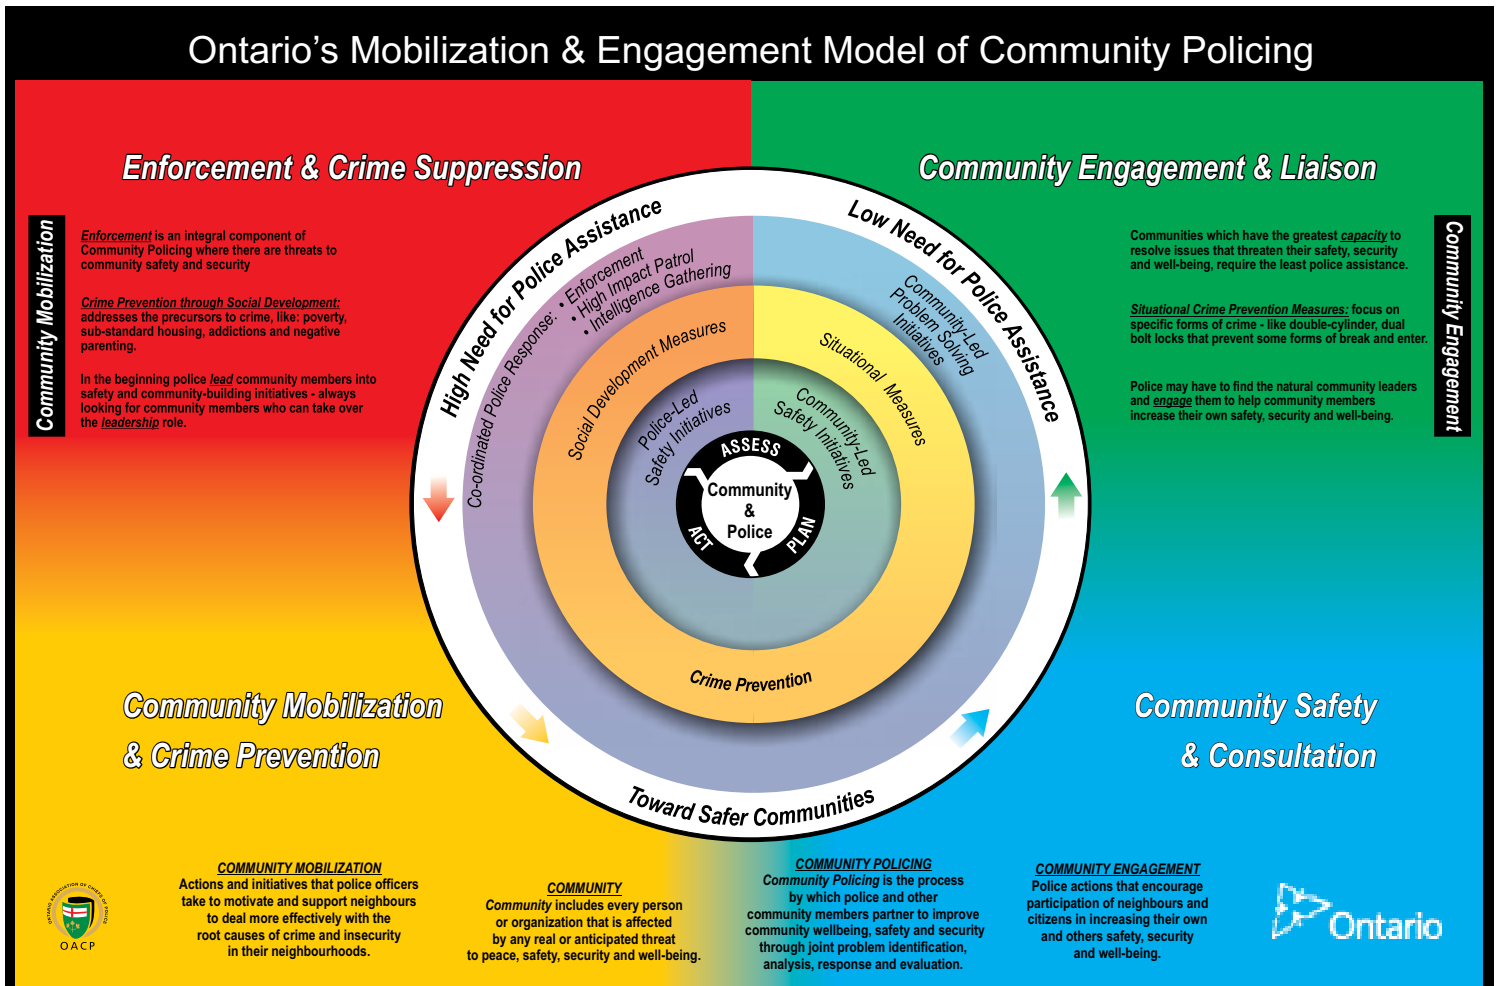 Ontario’s Mobilization & Engagement Model of Community Policing
Enforcement & Crime Suppression
Community Mobilization
Enforcement is an integral component of
Community Policing where there are threats to
community safety and security
Crime Prevention through Social Development:
addresses the precursors to crime, like: poverty,
sub-standard housing, addictions and negative
parenting.
In the beginning police lead community members into
safety and community-building initiatives - always
looking for community members who can take over
the leadership role.
Community Engagement & Liaison
Communities which have the greatest capacity to
resolve issues that threaten their safety, security
and well-being, require the least police assistance.
Situational Crime Prevention Measures: focus on
specific forms of crime - like double-cylinder, dual
bolt locks that prevent some forms of break and enter.
Police may have to find the natural community leaders
and engage them to help community members
increase their own safety, security and well-being.
Community Engagement
High Need for Police Assistance
Low Need for Police Assistance
Co-ordinated Police Response:
• Enforcement
• High Impact Patrol
• Intelligence Gathering
Community-Led
Problem Solving
Initiatives
Social Development Measures
Situational Measures
Police-Led
Safety Initiatives
Community-Led
Safety Initiatives
ASSESS
PLAN
ACT
Community
&
Police
Crime Prevention
Toward Safer Communities
Community Mobilization
& Crime Prevention
Community Safety
& Consultation
COMMUNITY MOBILIZATION
Actions and initiatives that police officers
take to motivate and support neighbours
to deal more effectively with the
root causes of crime and insecurity
in their neighbourhoods.
COMMUNITY
Community includes every person
or organization that is affected
by any real or anticipated threat
to peace, safety, security and well-being.
COMMUNITY POLICING
Community Policing is the process
by which police and other
community members partner to improve
community wellbeing, safety and security
through joint problem identification,
analysis, response and evaluation.
COMMUNITY ENGAGEMENT
Police actions that encourage
participation of neighbours and
citizens in increasing their own
and others safety, security
and well-being.
ONTARIO ASSOCIATION OF CHIEFS OF POLICE
OACP
Ontario